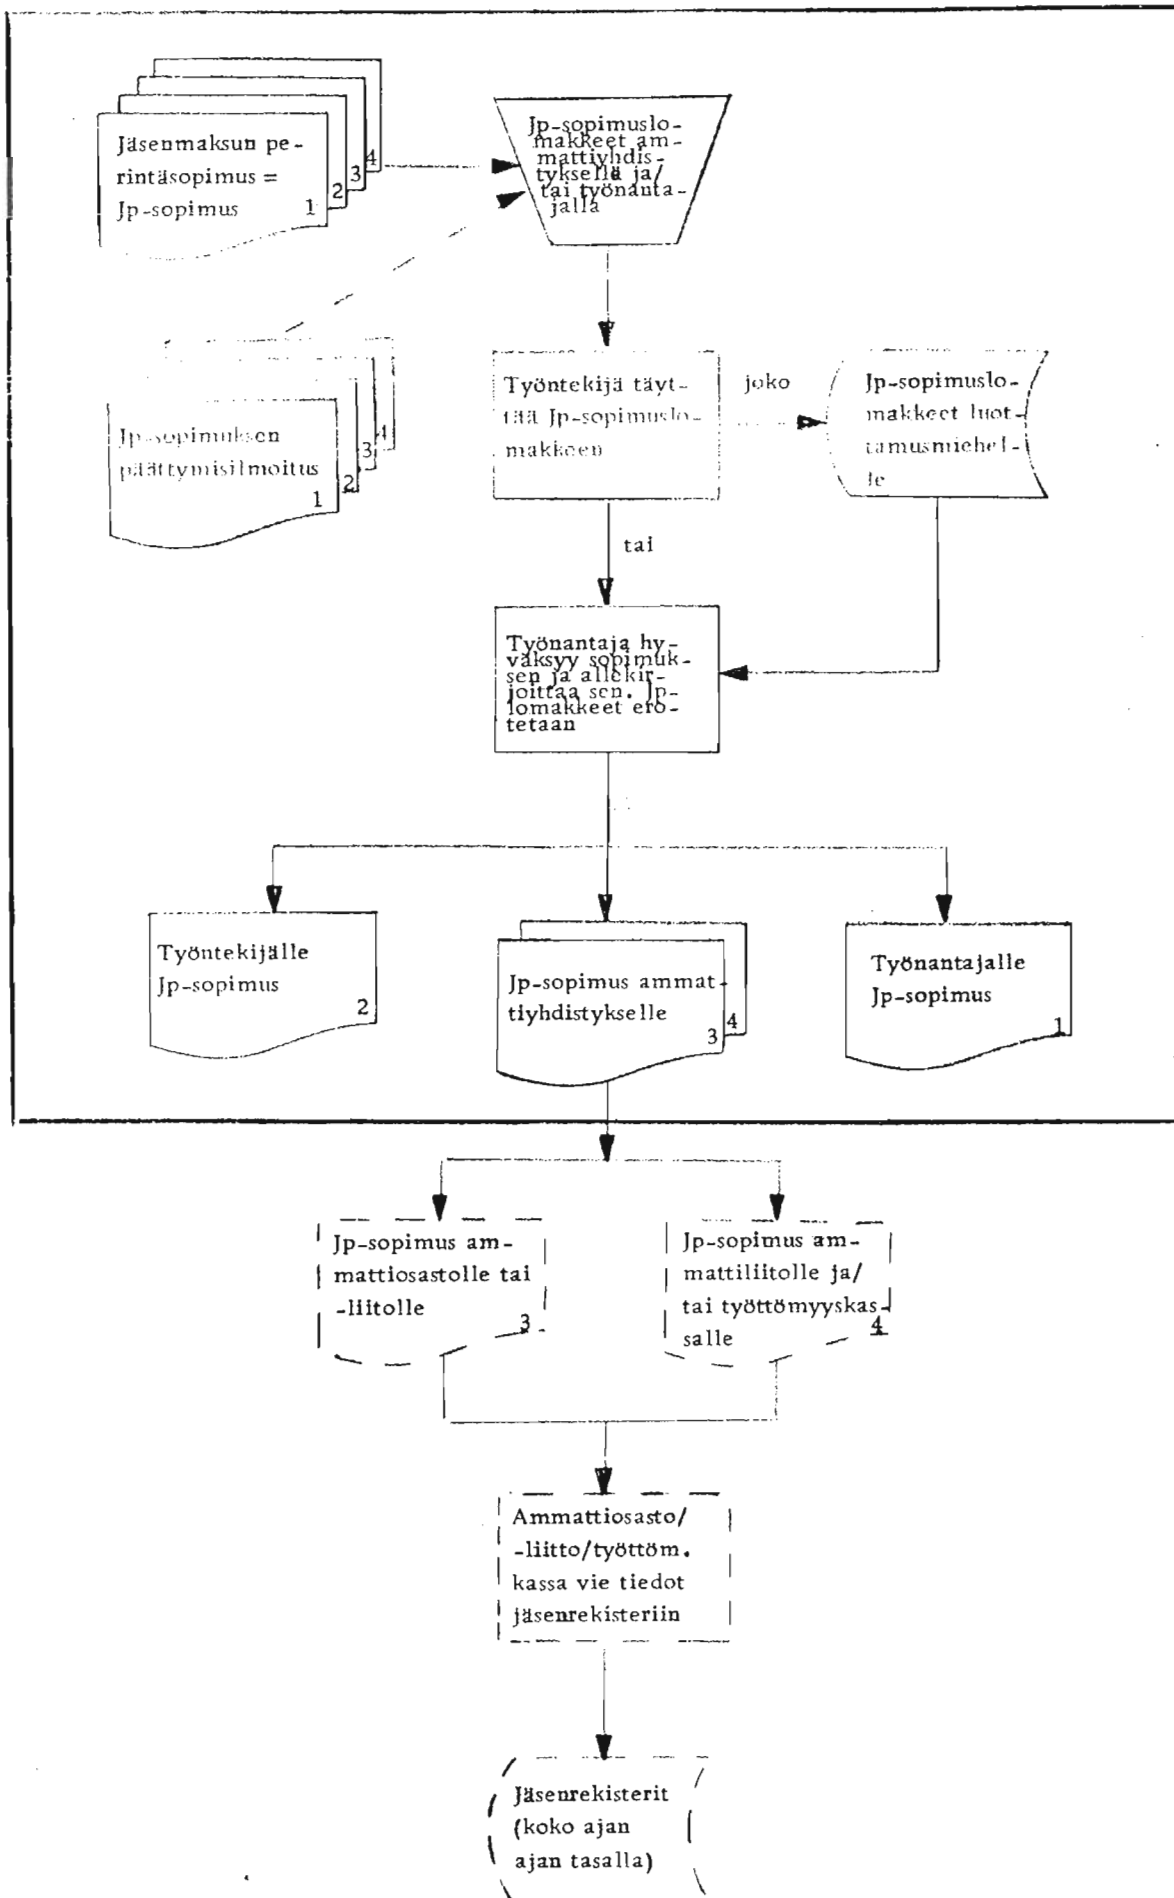 Jäsenmaksun pe-
rintäsopimus =
Jp-sopimus
1
2
3
4
Jp-sopimuslo-
makkeet am-
mattiyhdis-
tyksellä ja/
tai työnanta-
jalla
Jp-sopimuksen
päättymisilmoitus
1
2
3
4
Työntekijä täyt-
tää Jp-sopimuslo-
makkeen
joko
Jp-sopimuslo-
makkeet luot-
tamusmiehel-
le
tai
Työnantaja hy-
väksyy sopimuk-
sen ja allekir-
joittaa sen. Jp-
lomakkeet ero-
tetaan
Työntekijälle
Jp-sopimus
2
Jp-sopimus ammat-
tiyhdistykselle
3
4
Työnantajalle
Jp-sopimus
1
Jp-sopimus am-
mattiosastolle tai
-liitolle
3
Jp-sopimus am-
mattiliitolle ja/
tai työttömyyskas-
salle
4
Ammattiosasto/
-liitto/työttöm.
kassa vie tiedot
jäsenrekisteriin
Jäsenrekisterit
(koko ajan
ajan tasalla)